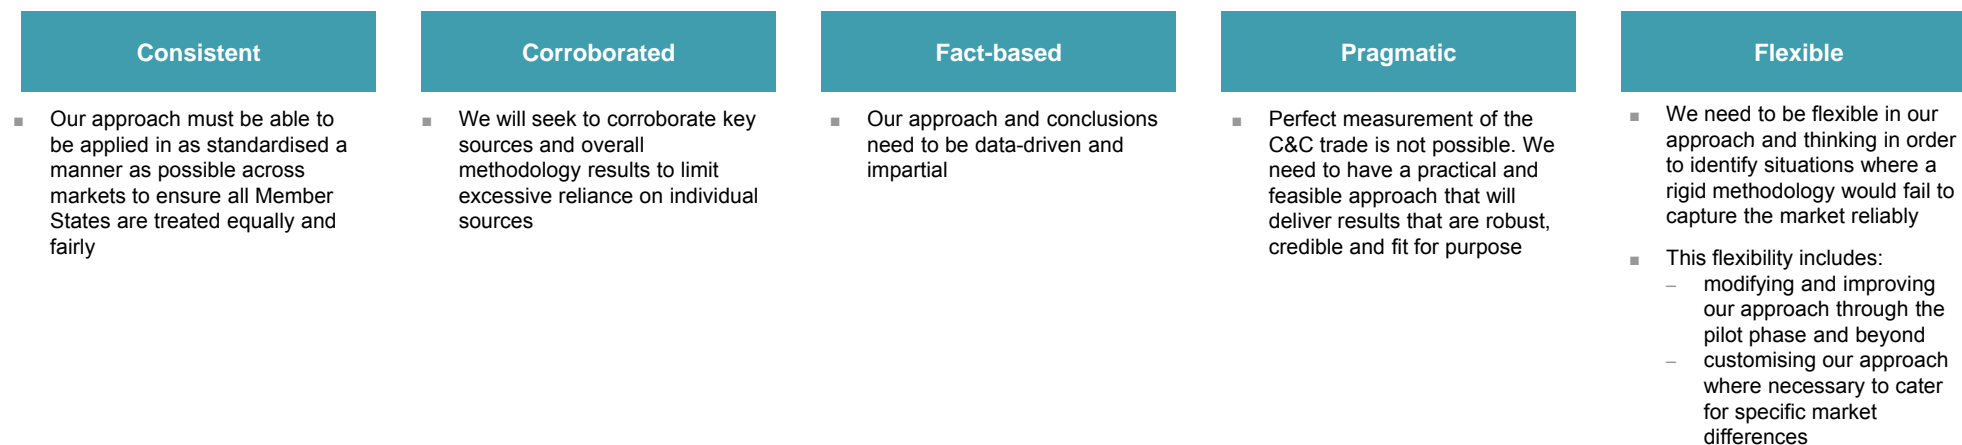 Consistent
■ Our approach must be able to
be applied in as standardised a
manner as possible across
markets to ensure all Member
States are treated equally and
fairly
Corroborated
■ We will seek to corroborate key
sources and overall
methodology results to limit
excessive reliance on individual
sources
Fact-based
■ Our approach and conclusions
need to be data-driven and
impartial
Pragmatic
■ Perfect measurement of the
C&C trade is not possible. We
need to have a practical and
feasible approach that will
deliver results that are robust,
credible and fit for purpose
Flexible
■ We need to be flexible in our
approach and thinking in order
to identify situations where a
rigid methodology would fail to
capture the market reliably
■ This flexibility includes:
– modifying and improving
our approach through the
pilot phase and beyond
– customising our approach
where necessary to cater
for specific market
differences